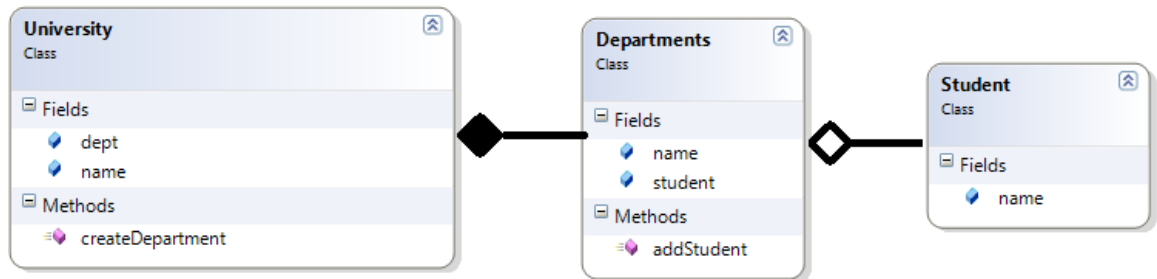 University
Class
Fields
dept
name
Methods
createDepartment
Departments
Class
Fields
name
student
Methods
addStudent
Student
Class
Fields
name